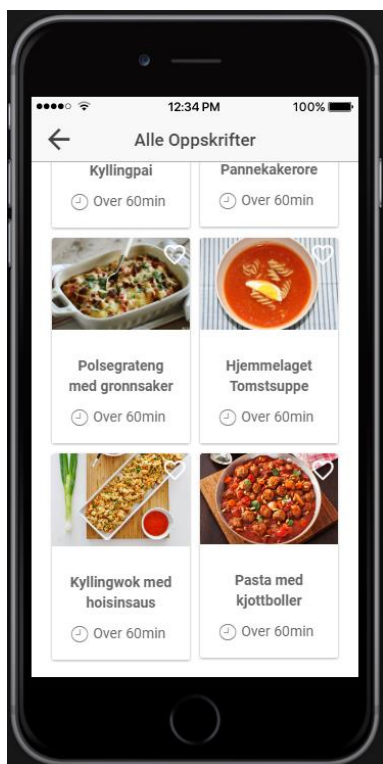 12:34 PM
100%
Alle Oppskrifter
Kyllingpai
Over 60min
Pannekakerore
Over 60min
Polsegrateng
med gronnsaker
Over 60min
Hjemmelaget
Tomstsuppe
Over 60min
Kyllingwok med
hoisinsaus
Over 60min
Pasta med
kjottboller
Over 60min